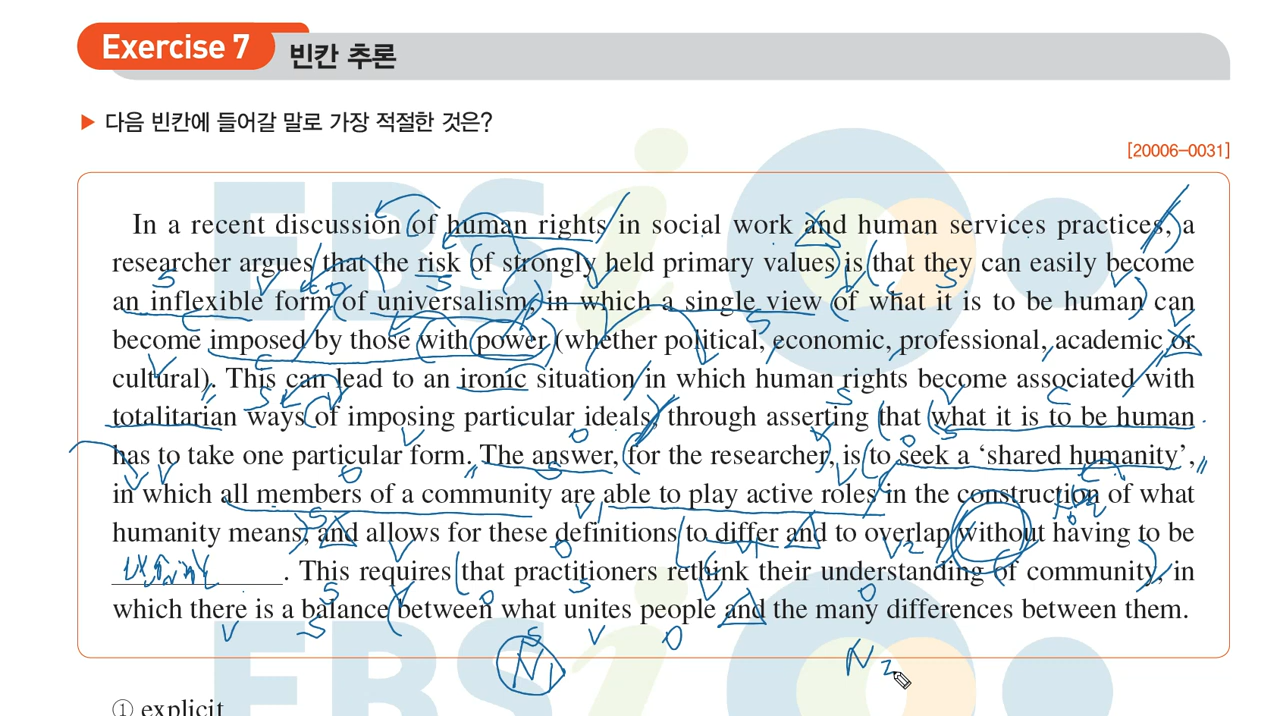 Exercise 7
빈칸 추론
▶ 다음 빈칸에 들어갈 말로 가장 적절한 것은?
[20006-0031]
In a recent discussion of human rights in social work and human services practices, a
researcher argues that the risk of strongly held primary values is that they can easily become
an inflexible form of universalism, in which a single view of what it is to be human can
become imposed by those with power (whether political, economic, professional, academic or
cultural). This can lead to an ironic situation in which human rights become associated with
totalitarian ways of imposing particular ideals, through asserting that what it is to be human
has to take one particular form. The answer, for the researcher, is to seek a ‘shared humanity’,
in which all members of a community are able to play active roles in the construction of what
humanity means, and allows for these definitions to differ and to overlap without having to be
____________. This requires that practitioners rethink their understanding of community, in
which there is a balance between what unites people and the many differences between them.
N1
N2
① explicit